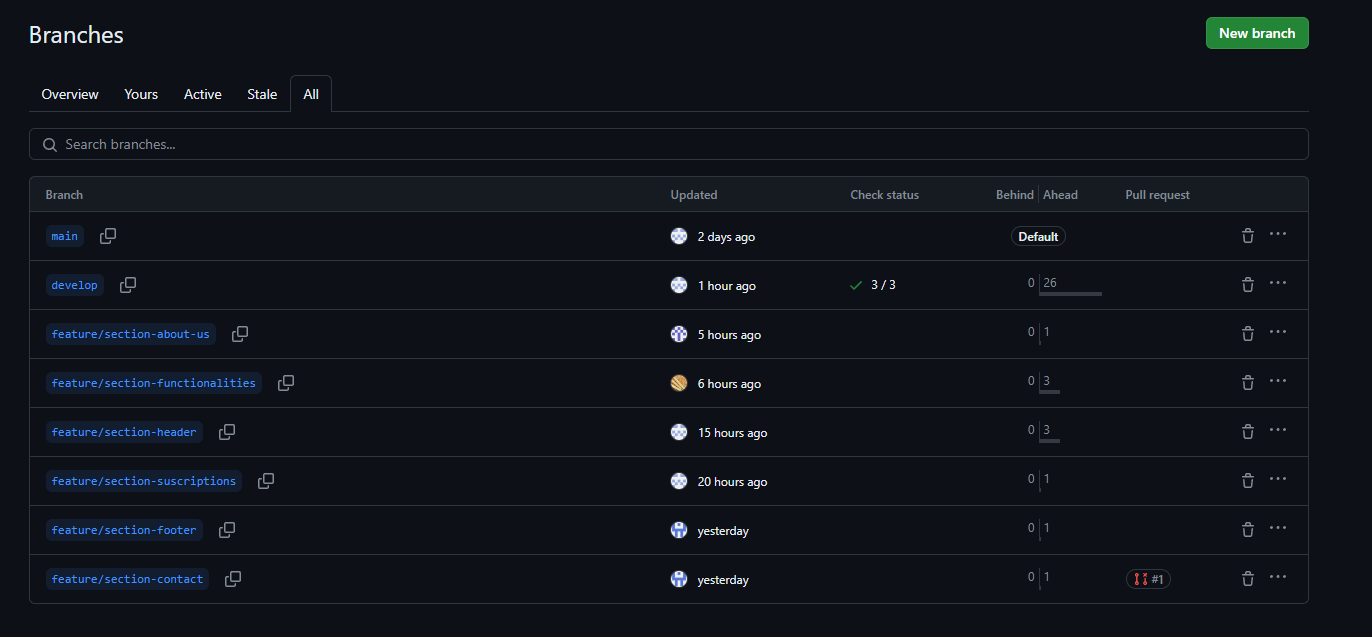 Branches
New branch
Overview Yours Active Stale All
Search branches...
Branch Updated Check status Behind Ahead Pull request
main 2 days ago Default
develop 1 hour ago 3 / 3 0 26
feature/section-about-us 5 hours ago 0 1
feature/section-functionalities 6 hours ago 0 3
feature/section-header 15 hours ago 0 3
feature/section-suscriptions 20 hours ago 0 1
feature/section-footer yesterday 0 1
feature/section-contact yesterday 0 1 #1